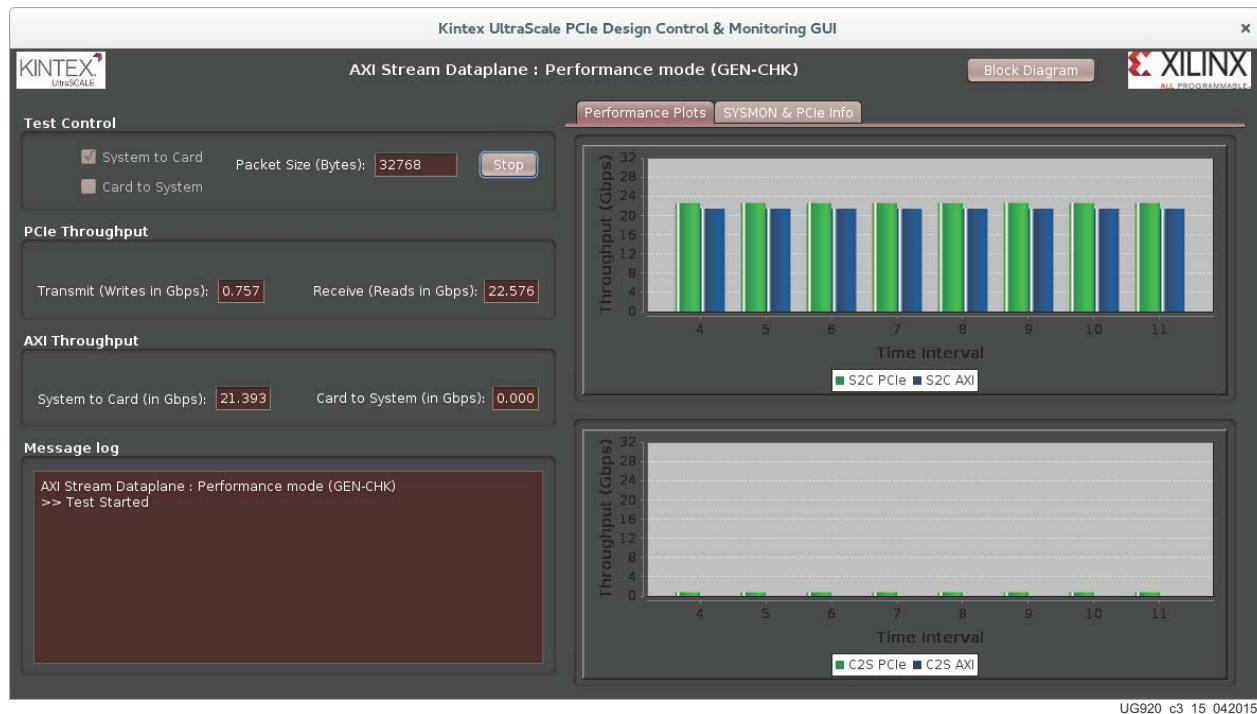 Kintex UltraScale PCIe Design Control & Monitoring GUI x
KINTEX.
UltraSCALE
AXI Stream Dataplane : Performance mode (GEN-CHK)
Block Diagram
XILINX
ALL PROGRAMMABLE.
Test Control
System to Card
Card to System
Packet Size (Bytes): 32768 Stop
PCIe Throughput
Transmit (Writes in Gbps): 0.757 Receive (Reads in Gbps): 22.576
AXI Throughput
System to Card (in Gbps): 21.393 Card to System (in Gbps): 0.000
Message log
AXI Stream Dataplane : Performance mode (GEN-CHK)
>> Test Started
Performance Plots SYSMON & PCIe Info
Throughput (Gbps)
32
28
24
20
16
12
8
4
0
4 5 6 7 8 9 10 11
Time Interval
S2C PCIe S2C AXI
Throughput (Gbps)
32
28
24
20
16
12
8
4
0
4 5 6 7 8 9 10 11
Time Interval
C2S PCIe C2S AXI
UG920_c3_15_042015